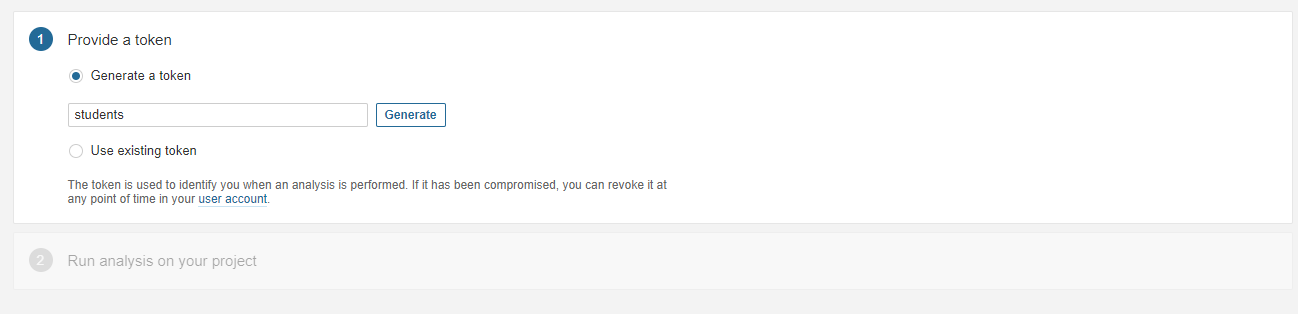 1 Provide a token
Generate a token
students Generate
Use existing token
The token is used to identify you when an analysis is performed. If it has been compromised, you can revoke it at
any point of time in your user account.
2 Run analysis on your project